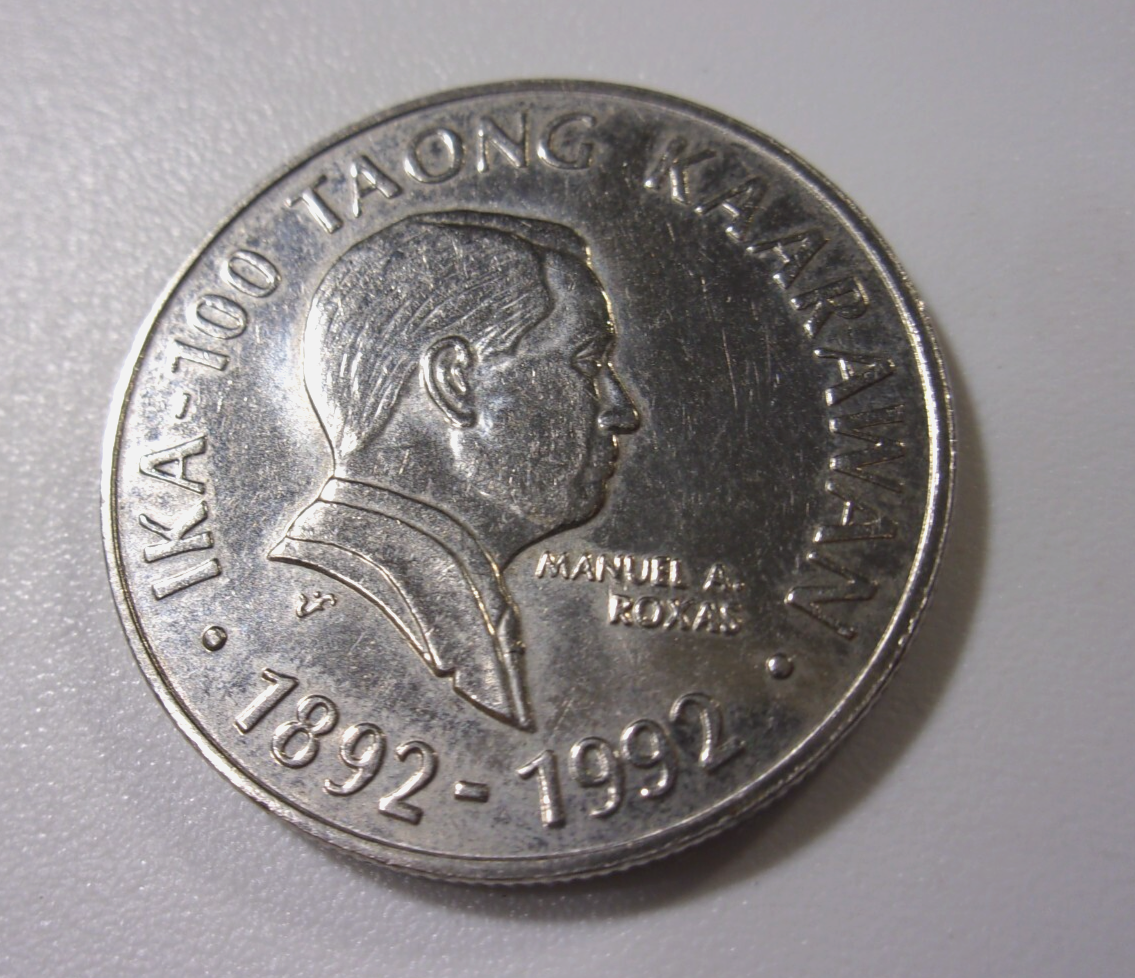 IKA-100 TAONG KAARAWAN
MANUEL A.
ROXAS
1892-1992